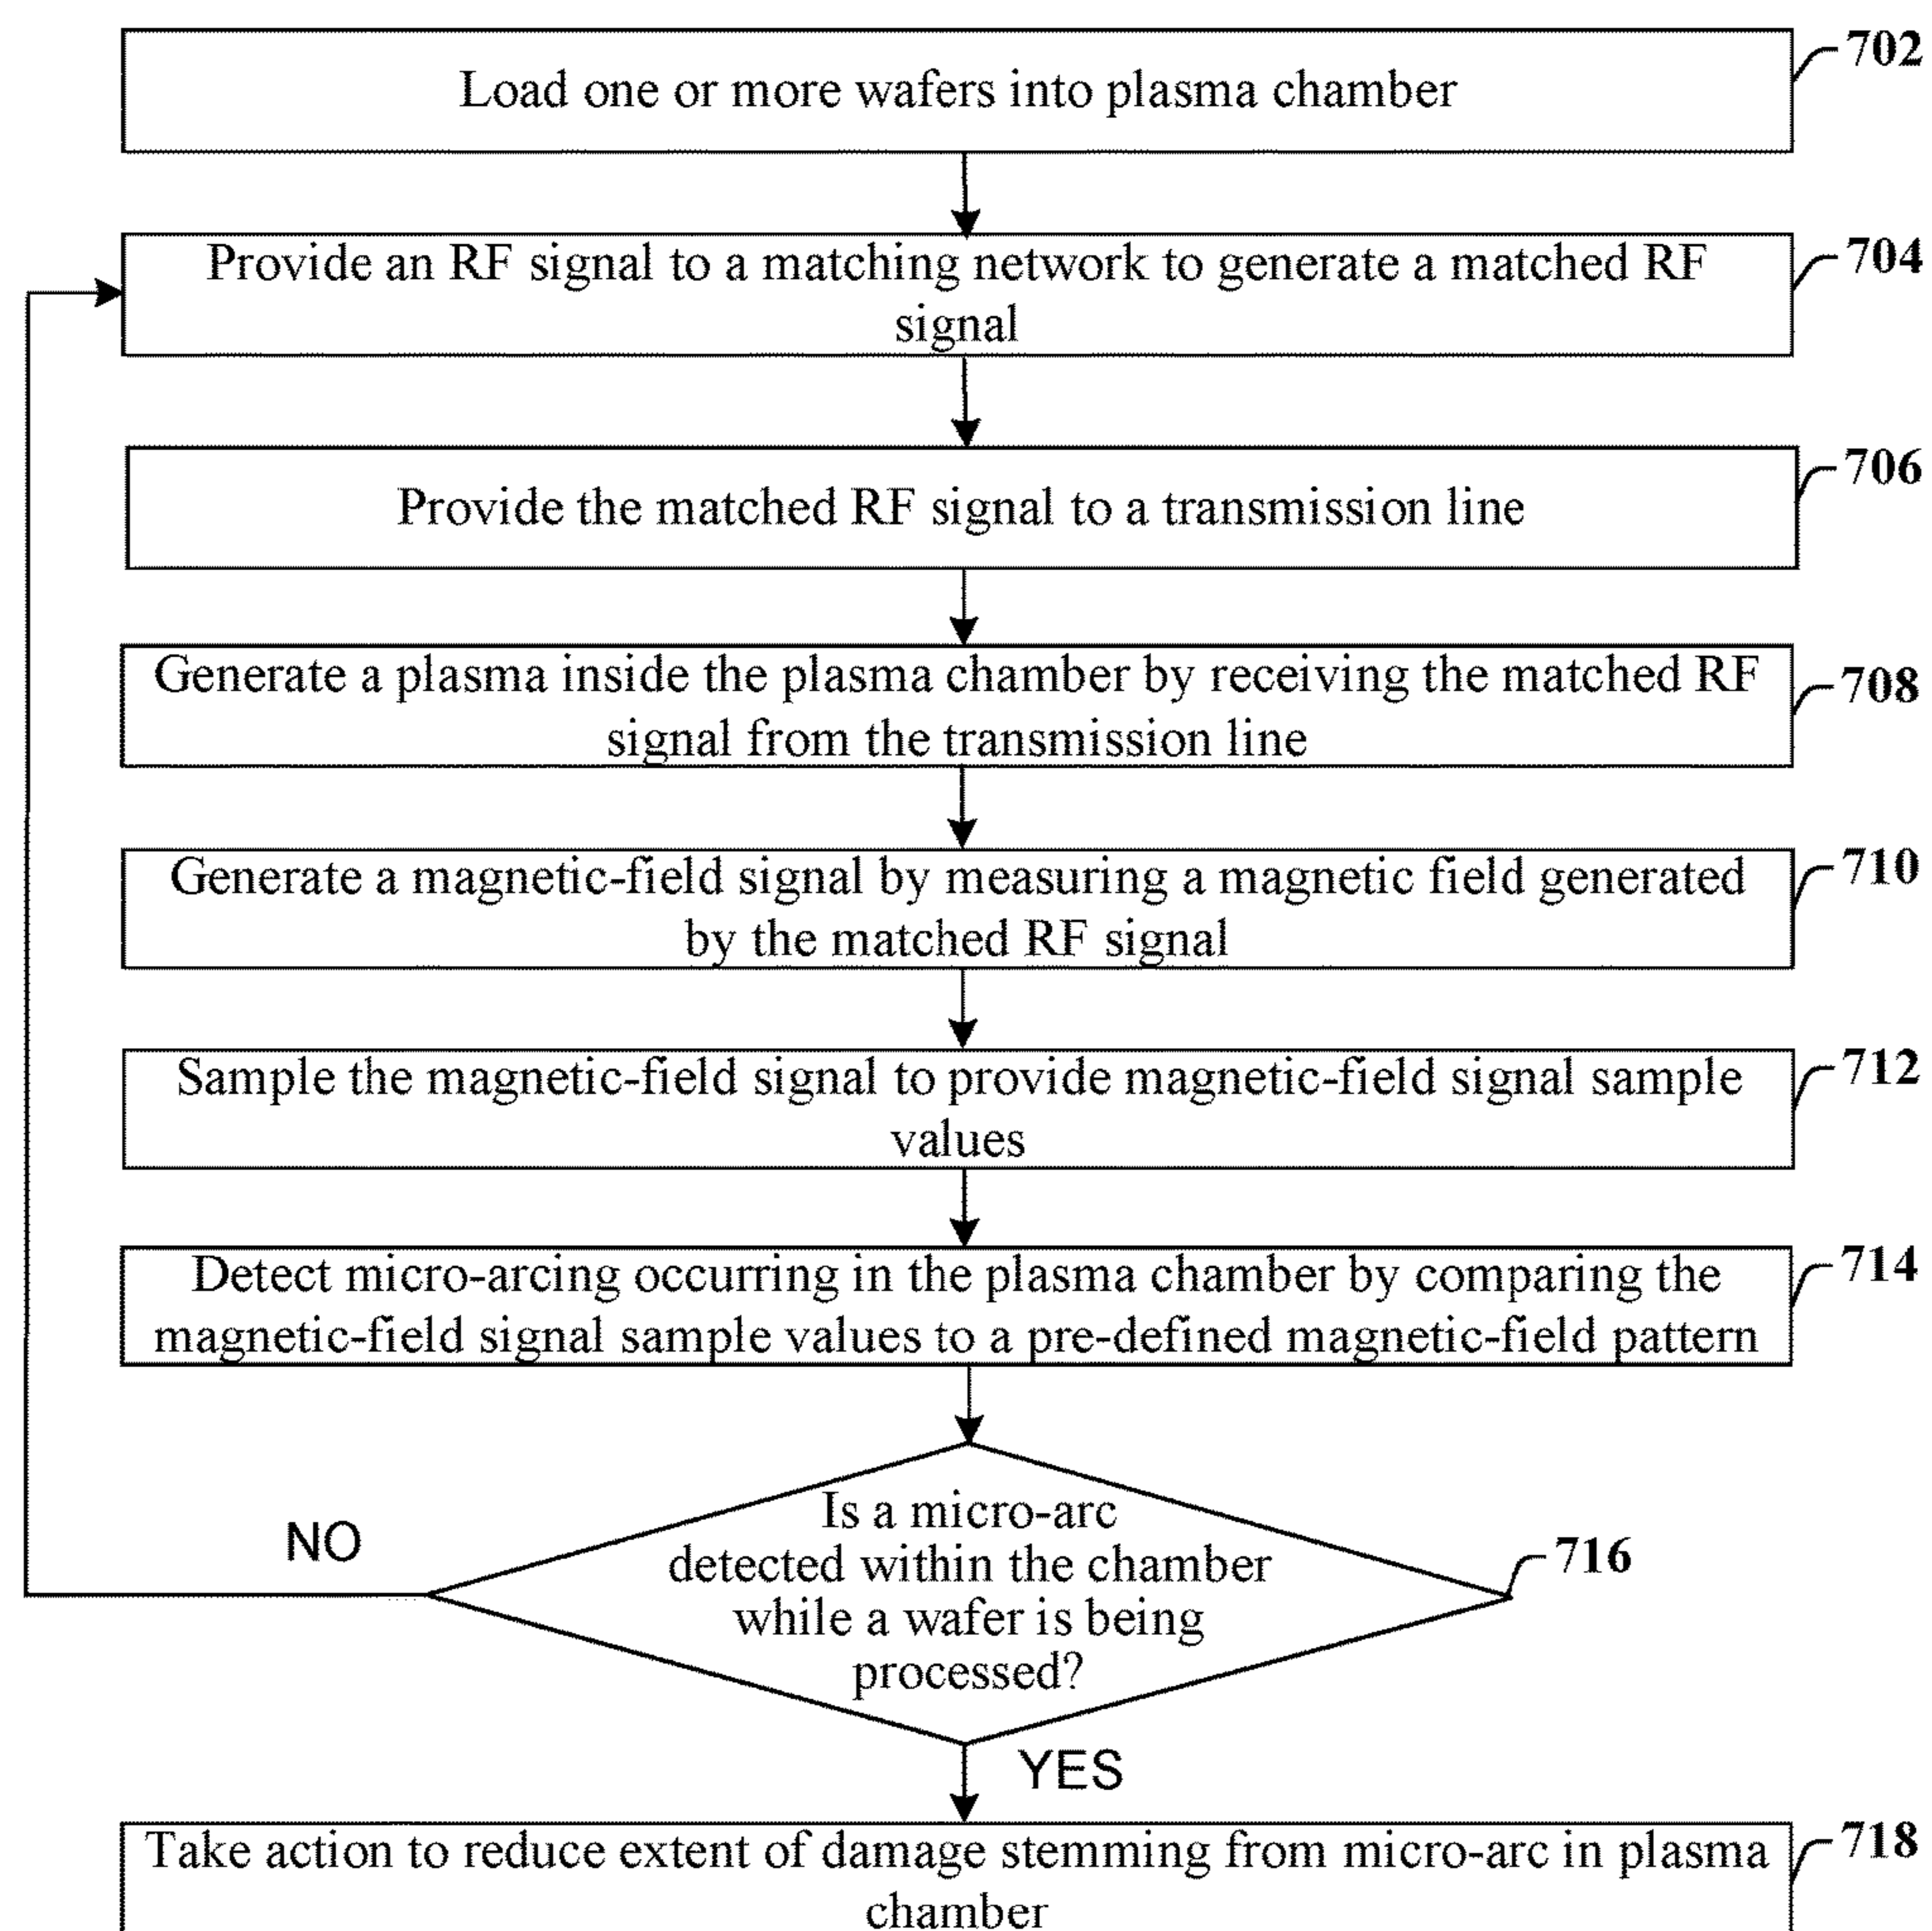 Load one or more wafers into plasma chamber
702
Provide an RF signal to a matching network to generate a matched RF
signal
704
Provide the matched RF signal to a transmission line
706
Generate a plasma inside the plasma chamber by receiving the matched RF
signal from the transmission line
708
Generate a magnetic-field signal by measuring a magnetic field generated
by the matched RF signal
710
Sample the magnetic-field signal to provide magnetic-field signal sample
values
712
Detect micro-arcing occurring in the plasma chamber by comparing the
magnetic-field signal sample values to a pre-defined magnetic-field pattern
714
Is a micro-arc
detected within the chamber
while a wafer is being
processed?
716
NO
YES
Take action to reduce extent of damage stemming from micro-arc in plasma
chamber
718